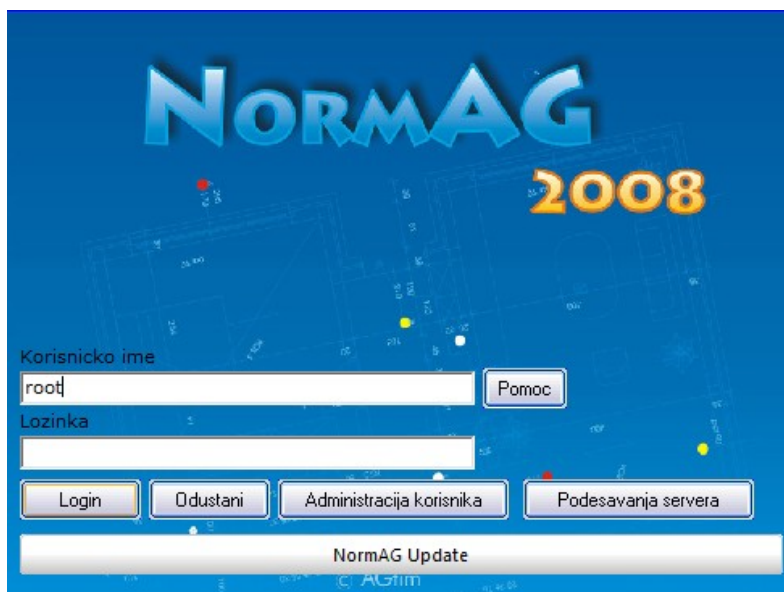 NORMAG
2008
Korisnicko ime
root
Pomoc
Lozinka
Login
Odustani
Administracija korisnika
Podesavanja servera
NormAG Update